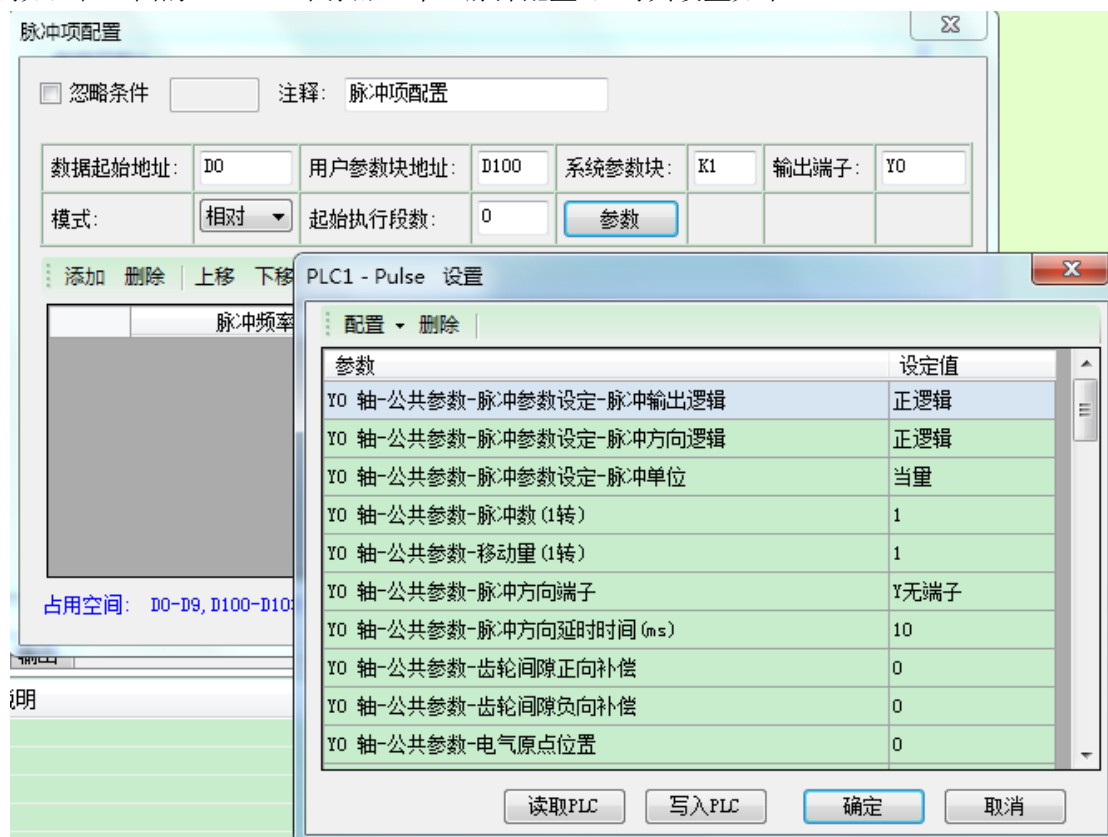 脉冲项配置
忽略条件 注释: 脉冲项配置
数据起始地址: D0 用户参数块地址: D100 系统参数块: K1 输出端子: Y0
模式: 相对 起始执行段数: 0 参数
添加 删除 上移 下移
脉冲频率
占用空间: D0-D9,D100-D10
PLC1 - Pulse 设置
配置 删除
参数 设定值
Y0 轴-公共参数-脉冲参数设定-脉冲输出逻辑 正逻辑
Y0 轴-公共参数-脉冲参数设定-脉冲方向逻辑 正逻辑
Y0 轴-公共参数-脉冲参数设定-脉冲单位 当量
Y0 轴-公共参数-脉冲数(1转) 1
Y0 轴-公共参数-移动量(1转) 1
Y0 轴-公共参数-脉冲方向端子 Y无端子
Y0 轴-公共参数-脉冲方向延时时间(ms) 10
Y0 轴-公共参数-齿轮间隙正向补偿 0
Y0 轴-公共参数-齿轮间隙负向补偿 0
Y0 轴-公共参数-电气原点位置 0
读取PLC 写入PLC 确定 取消
输出
说明